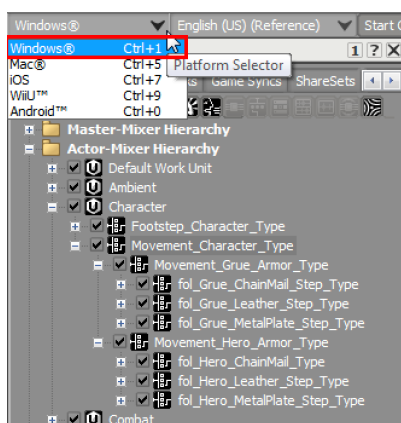 Windows® English (US) (Reference) Start C
Windows® Ctrl+1 1 ? X
Mac® Ctrl+5 Platform Selector
iOS Ctrl+7 ts Game Syncs ShareSets
WiiU™ Ctrl+9
Android™ Ctrl+0
Master-Mixer Hierarchy
Actor-Mixer Hierarchy
Default Work Unit
Ambient
Character
Footstep_Character_Type
Movement_Character_Type
Movement_Grue_Armor_Type
fol_Grue_ChainMail_Step_Type
fol_Grue_Leather_Step_Type
fol_Grue_MetalPlate_Step_Type
Movement_Hero_Armor_Type
fol_Hero_ChainMail_Type
fol_Hero_Leather_Step_Type
fol_Hero_MetalPlate_Step_Type
Combat